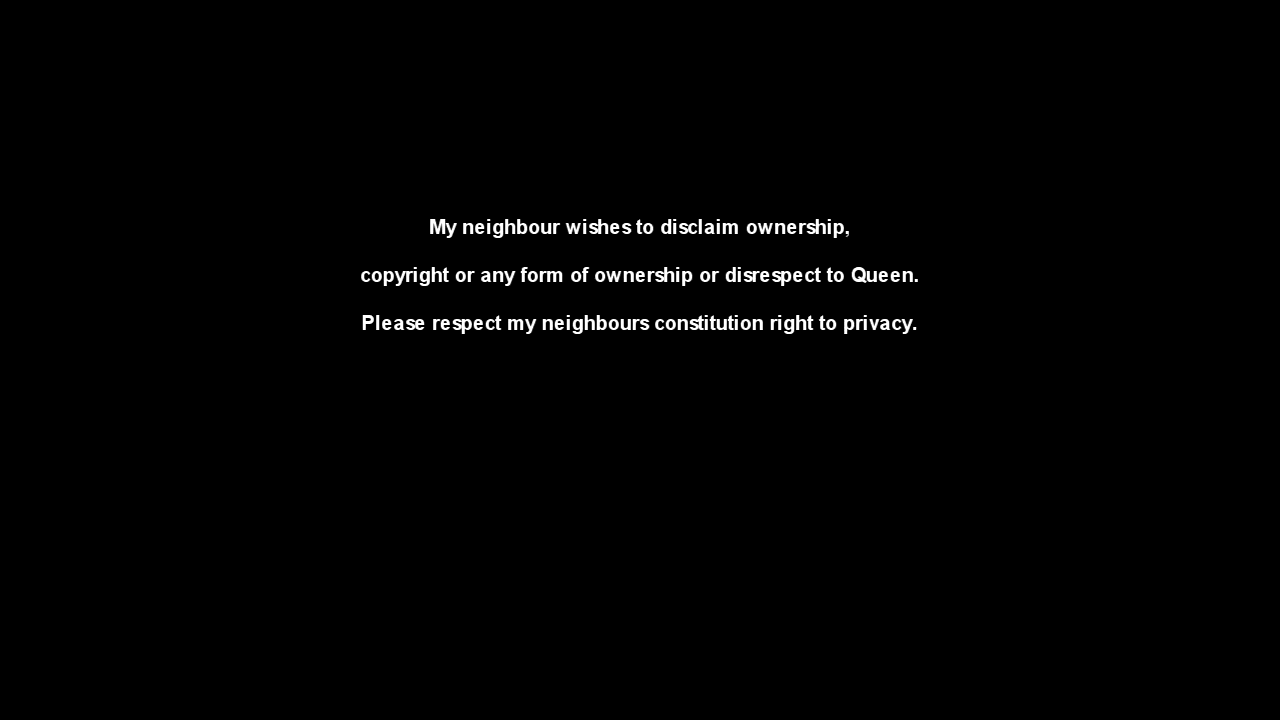 My neighbour wishes to disclaim ownership,
copyright or any form of ownership or disrespect to Queen.
Please respect my neighbours constitution right to privacy.